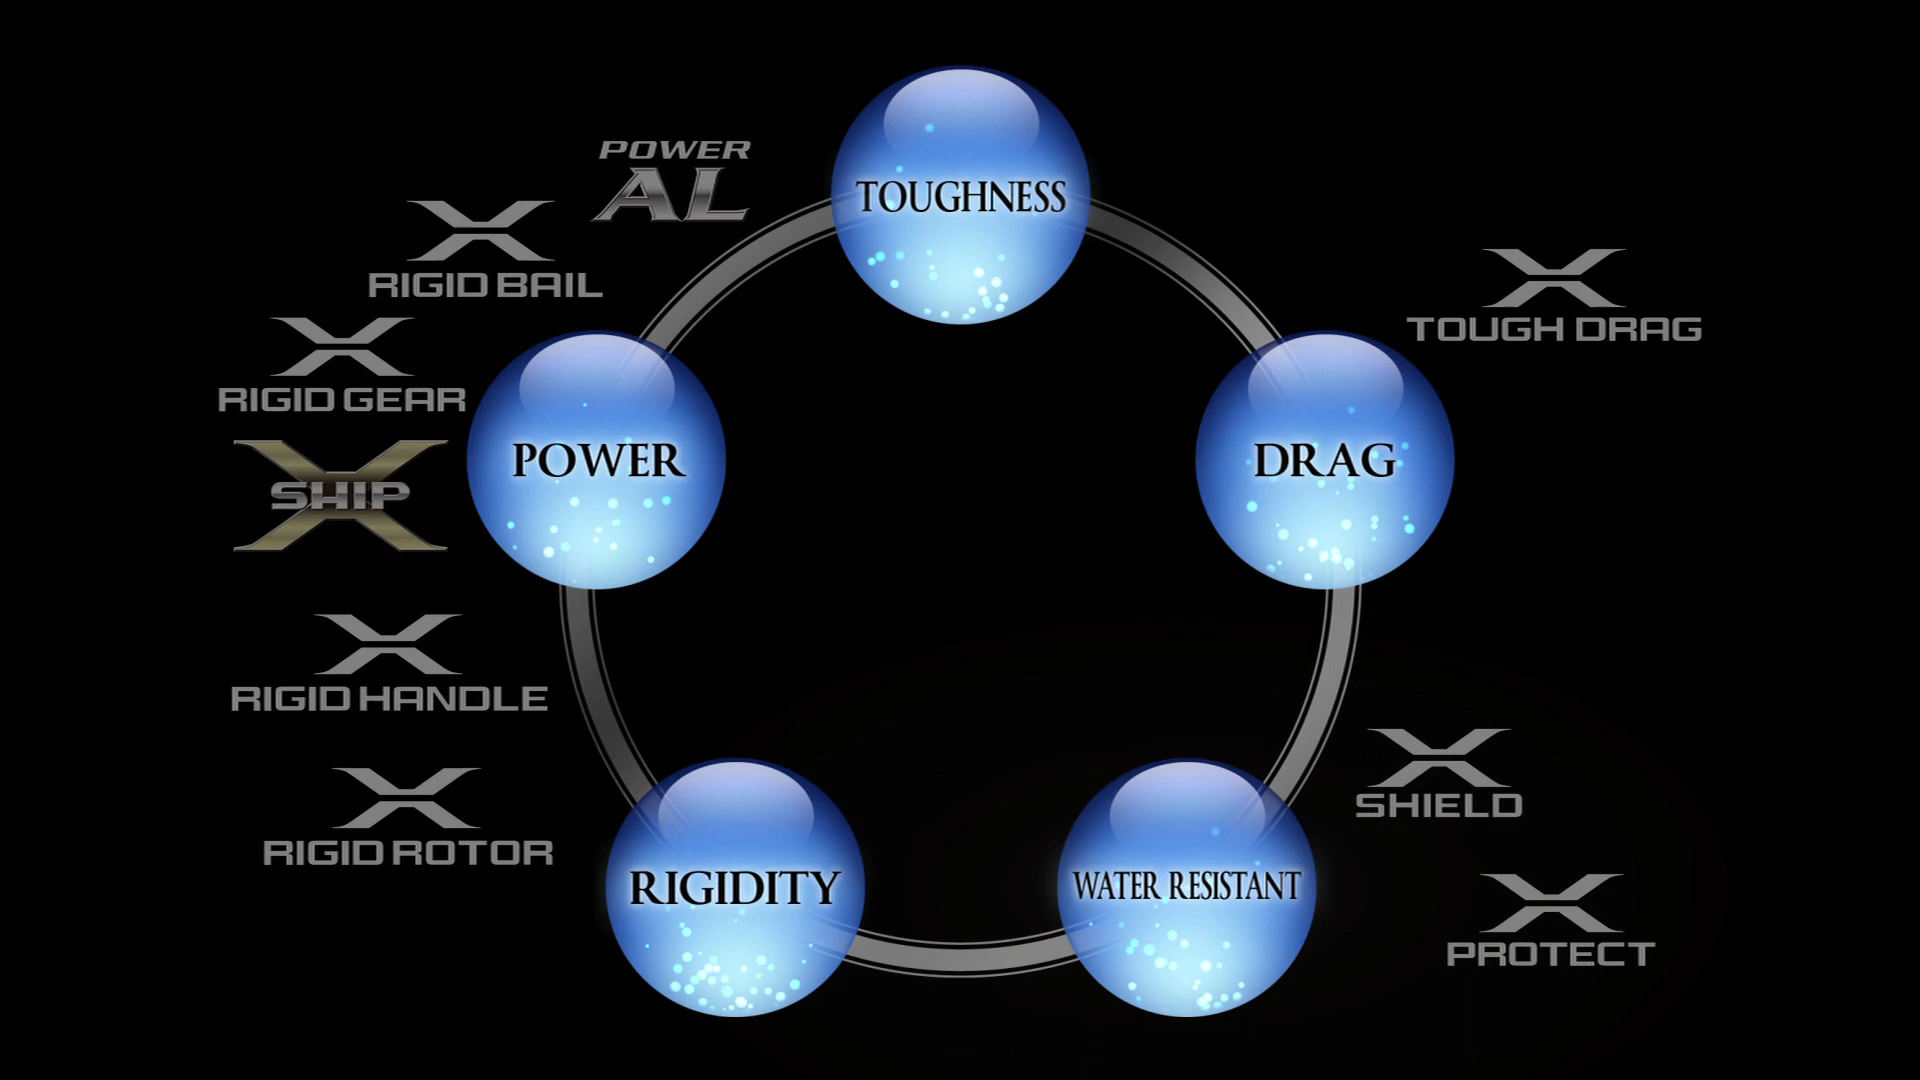 TOUGHNESS
POWER
AL
X
RIGID BAIL
X
TOUGH DRAG
X
RIGID GEAR
POWER
DRAG
X
SHIP
X
RIGID HANDLE
X
RIGID ROTOR
X
SHIELD
RIGIDITY
WATER RESISTANT
X
PROTECT